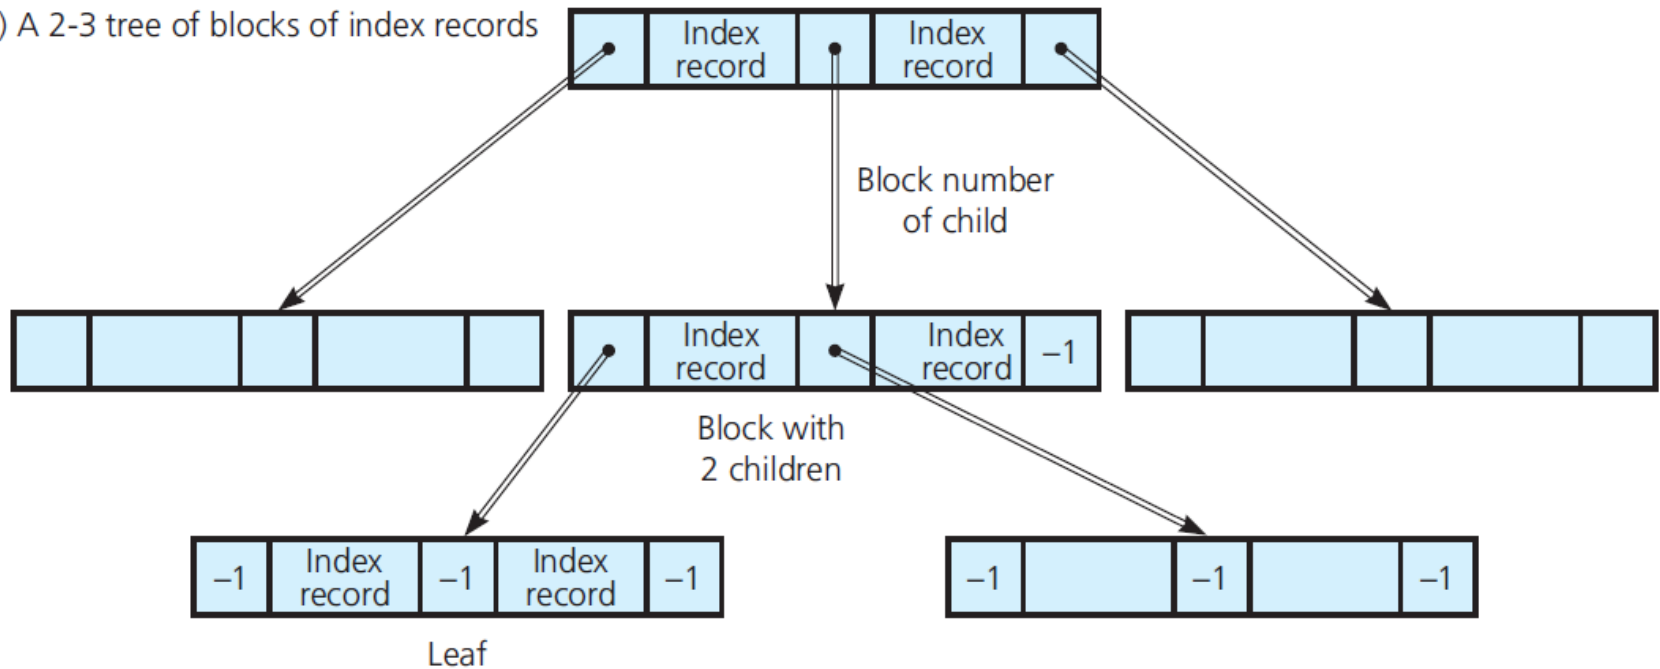 ) A 2-3 tree of blocks of index records
Index
record
Index
record
Block number
of child
Index
record
Index
record
–1
Block with
2 children
–1
Index
record
–1
Index
record
–1
–1
–1
–1
Leaf